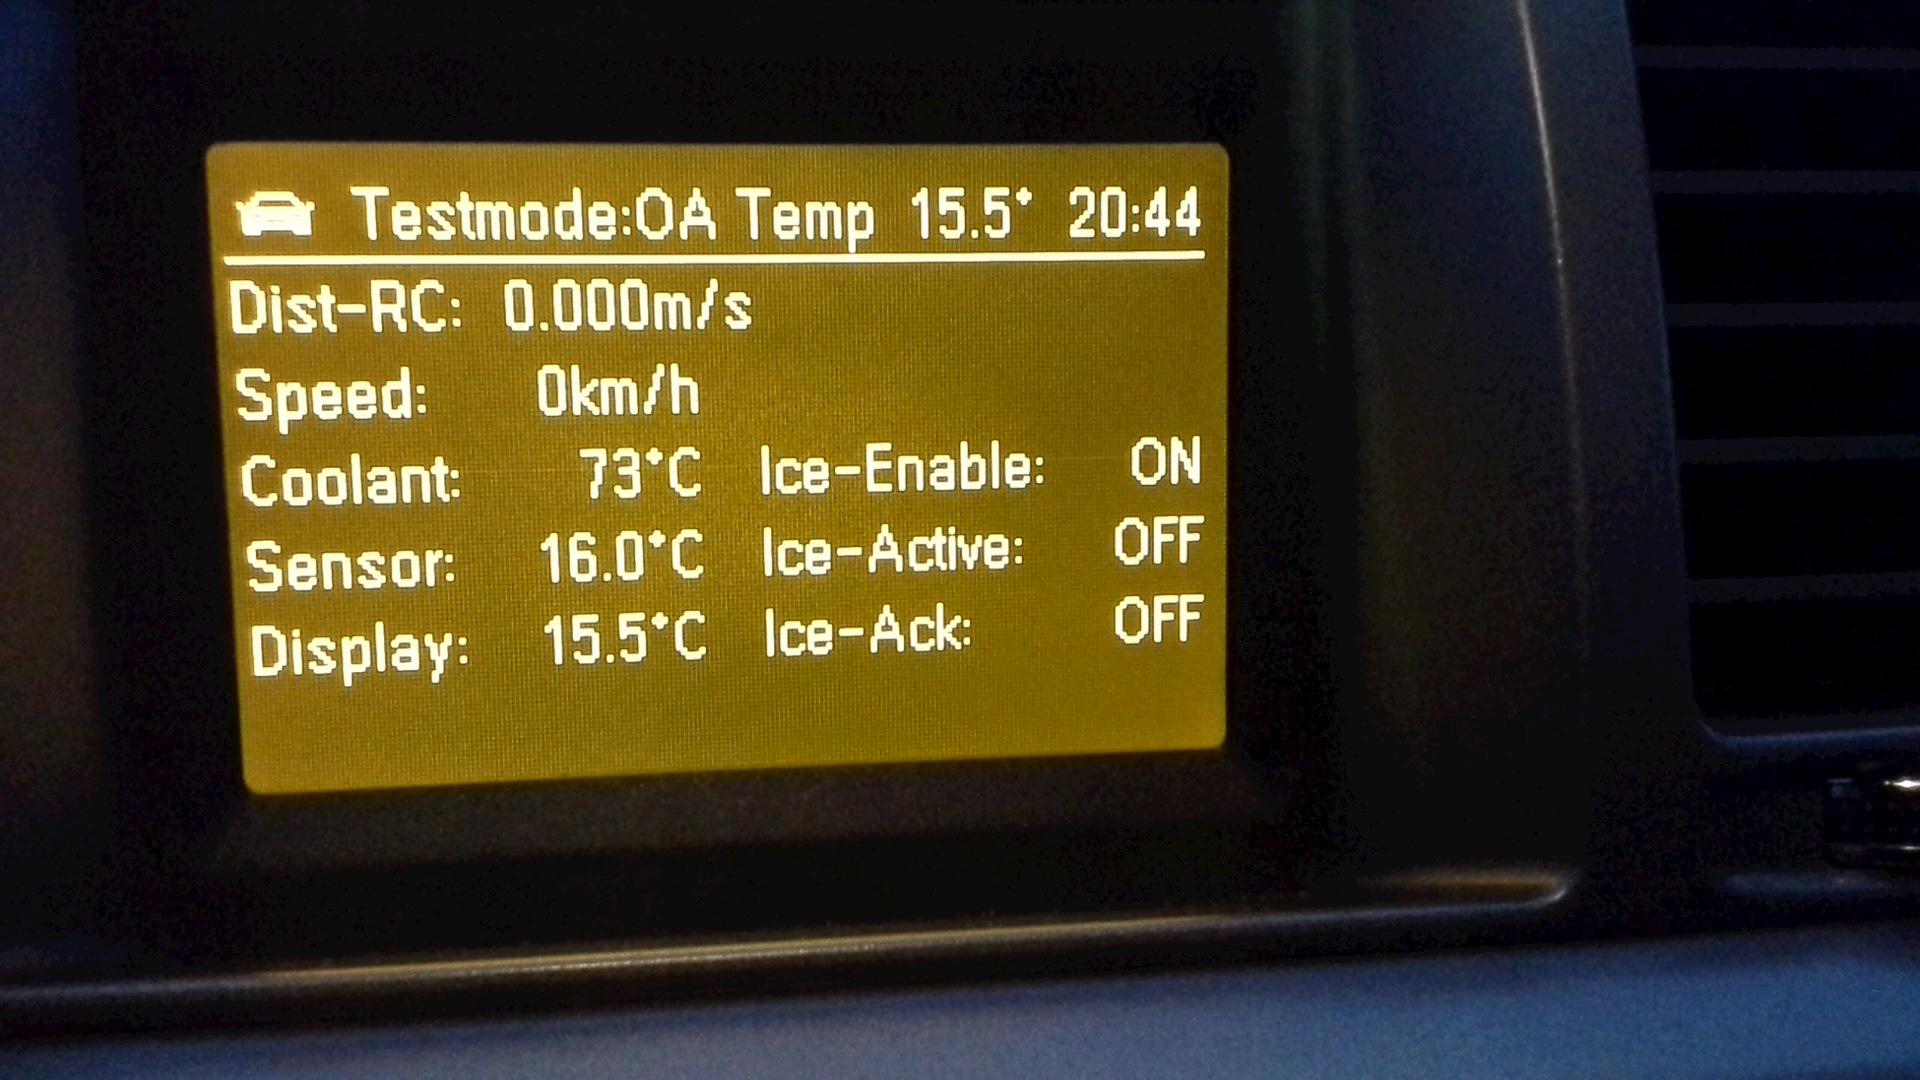 Testmode:OA Temp 15.5° 20:44
Dist-RC: 0.000m/s
Speed: 0km/h
Coolant: 73°C Ice-Enable: ON
Sensor: 16.0°C Ice-Active: OFF
Display: 15.5°C Ice-Ack: OFF